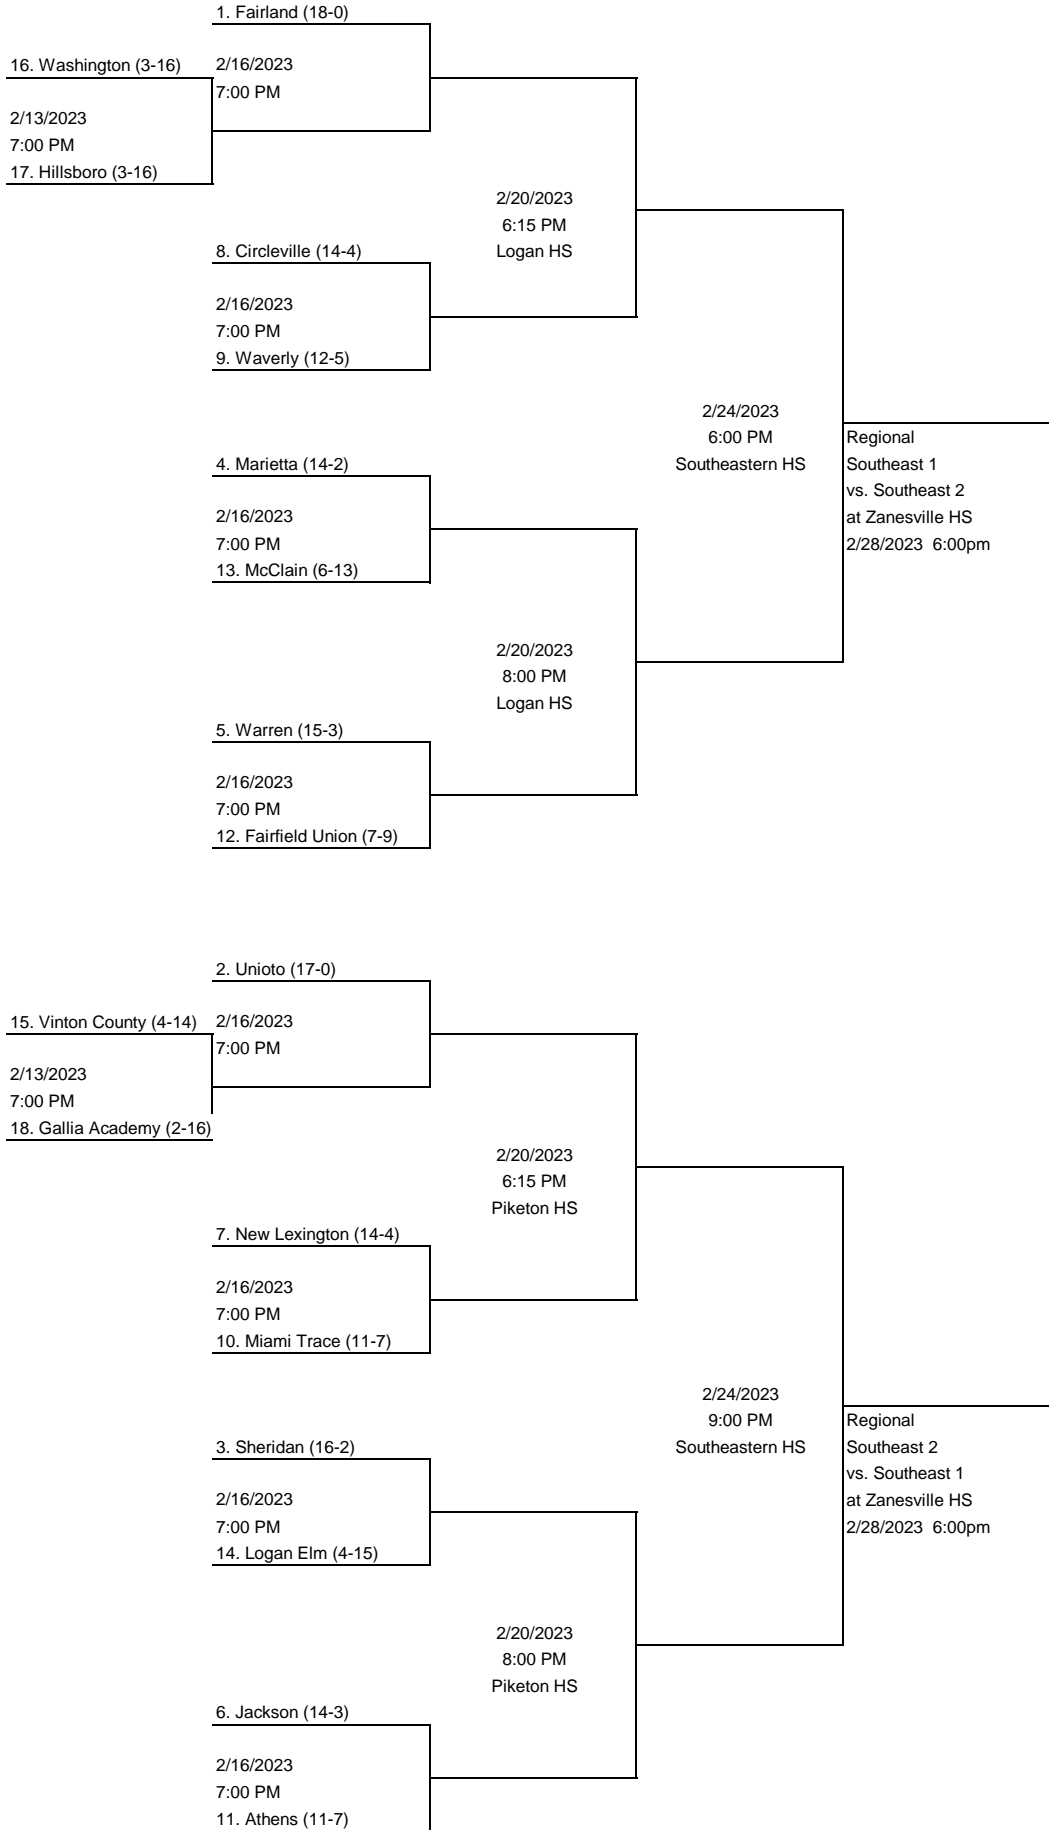 1. Fairland (18-0)
16. Washington (3-16)
2/16/2023
7:00 PM
2/13/2023
7:00 PM
17. Hillsboro (3-16)
2/20/2023
6:15 PM
Logan HS
8. Circleville (14-4)
2/16/2023
7:00 PM
9. Waverly (12-5)
2/24/2023
6:00 PM
Southeastern HS
Regional
Southeast 1
vs. Southeast 2
at Zanesville HS
2/28/2023 6:00pm
4. Marietta (14-2)
2/16/2023
7:00 PM
13. McClain (6-13)
2/20/2023
8:00 PM
Logan HS
5. Warren (15-3)
2/16/2023
7:00 PM
12. Fairfield Union (7-9)
2. Unioto (17-0)
15. Vinton County (4-14)
2/16/2023
7:00 PM
2/13/2023
7:00 PM
18. Gallia Academy (2-16)
2/20/2023
6:15 PM
Piketon HS
7. New Lexington (14-4)
2/16/2023
7:00 PM
10. Miami Trace (11-7)
2/24/2023
9:00 PM
Southeastern HS
Regional
Southeast 2
vs. Southeast 1
at Zanesville HS
2/28/2023 6:00pm
3. Sheridan (16-2)
2/16/2023
7:00 PM
14. Logan Elm (4-15)
2/20/2023
8:00 PM
Piketon HS
6. Jackson (14-3)
2/16/2023
7:00 PM
11. Athens (11-7)